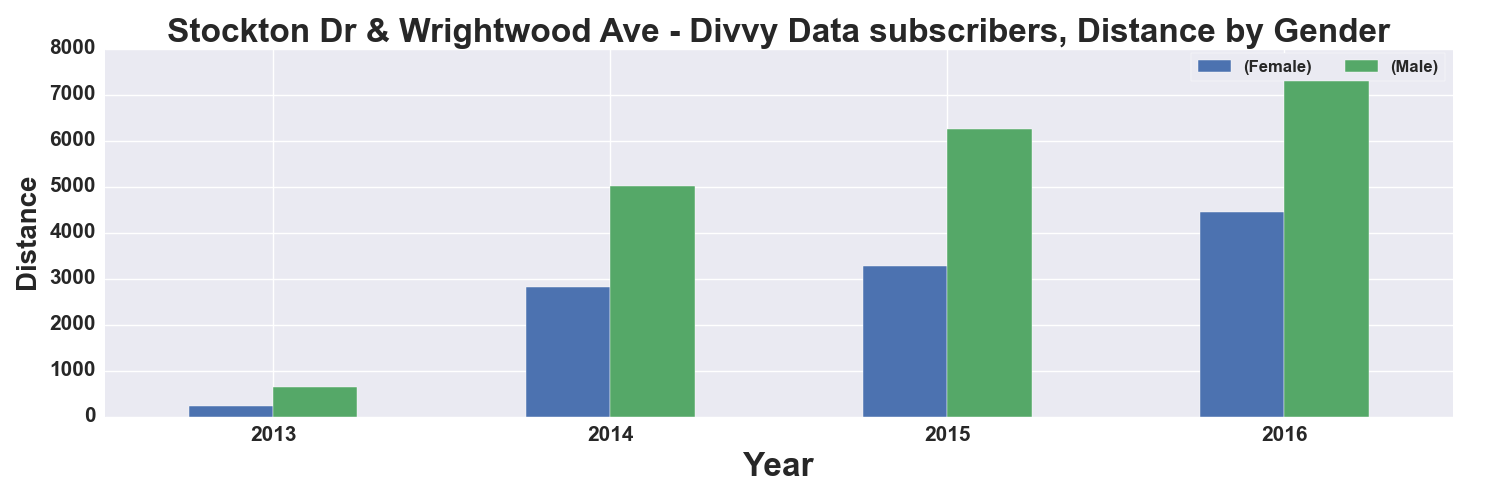 Stockton Dr & Wrightwood Ave - Divvy Data subscribers, Distance by Gender
(Female) (Male)
8000
7000
6000
5000
4000
3000
2000
1000
0
Distance
2013 2014 2015 2016
Year